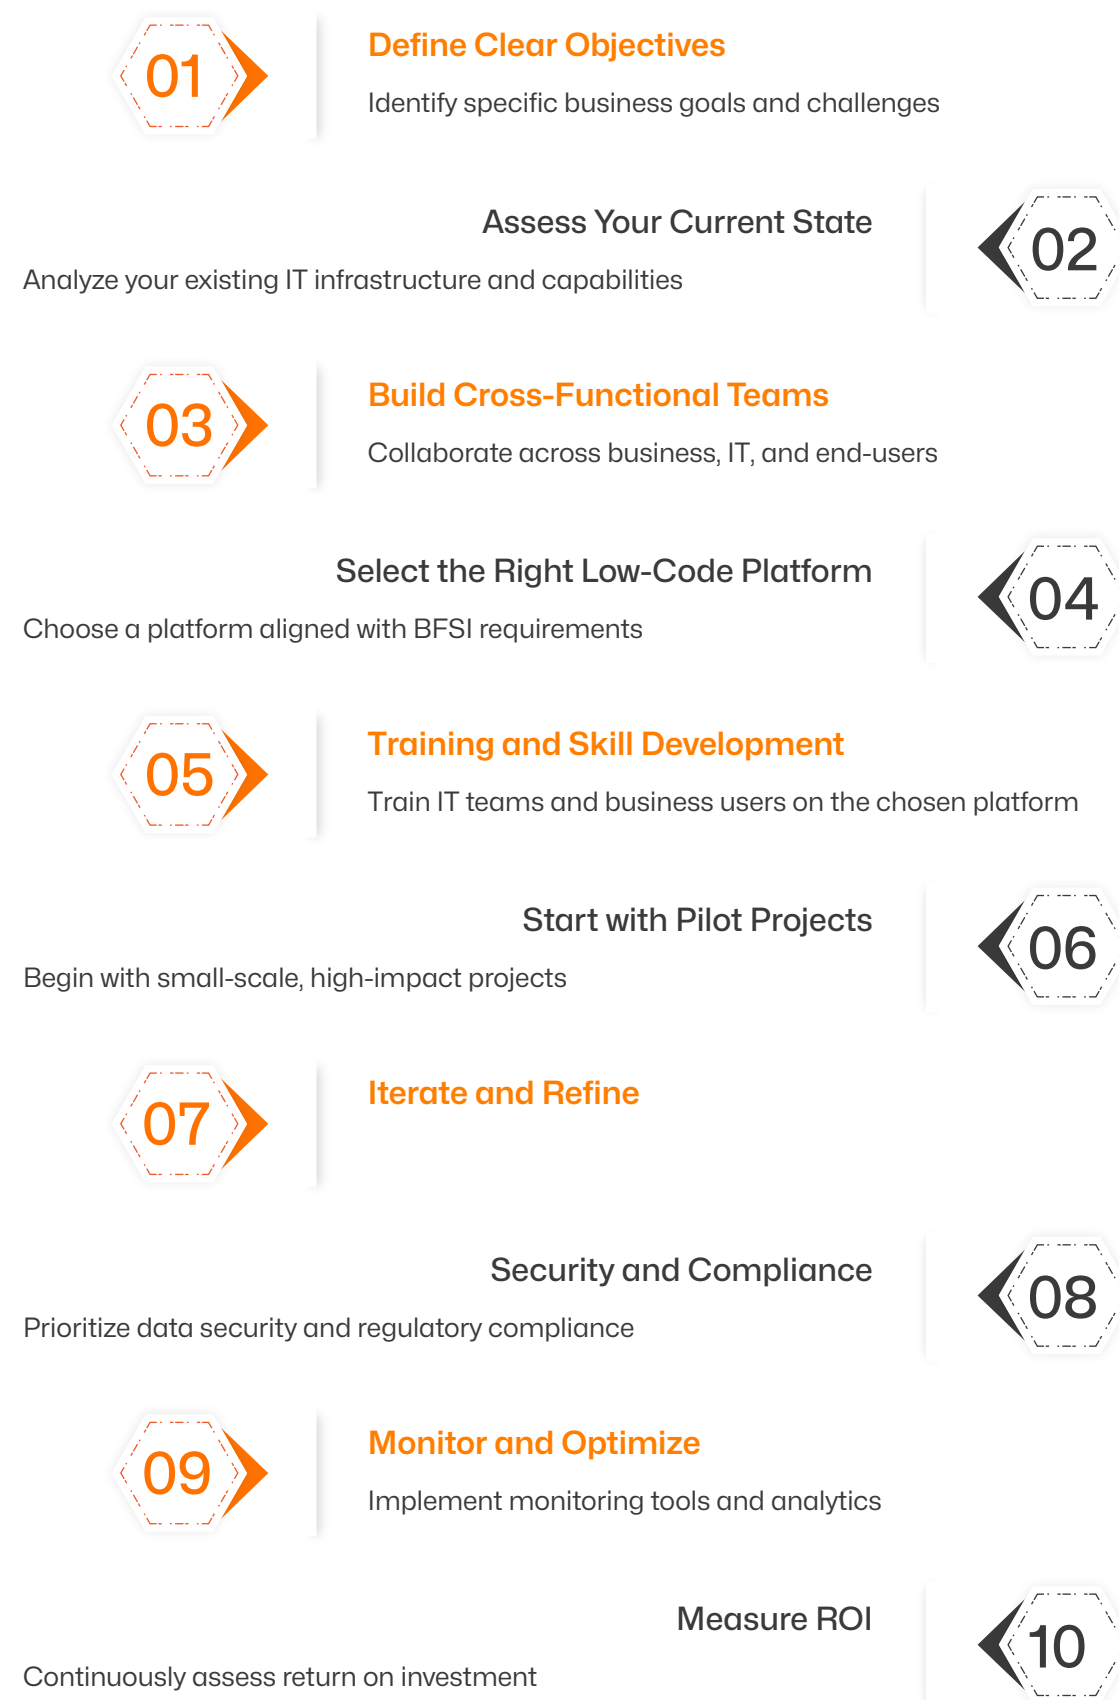 01
Define Clear Objectives
Identify specific business goals and challenges
Assess Your Current State
02
Analyze your existing IT infrastructure and capabilities
03
Build Cross-Functional Teams
Collaborate across business, IT, and end-users
Select the Right Low-Code Platform
04
Choose a platform aligned with BFSI requirements
05
Training and Skill Development
Train IT teams and business users on the chosen platform
Start with Pilot Projects
06
Begin with small-scale, high-impact projects
07
Iterate and Refine
Security and Compliance
08
Prioritize data security and regulatory compliance
09
Monitor and Optimize
Implement monitoring tools and analytics
Measure ROI
10
Continuously assess return on investment